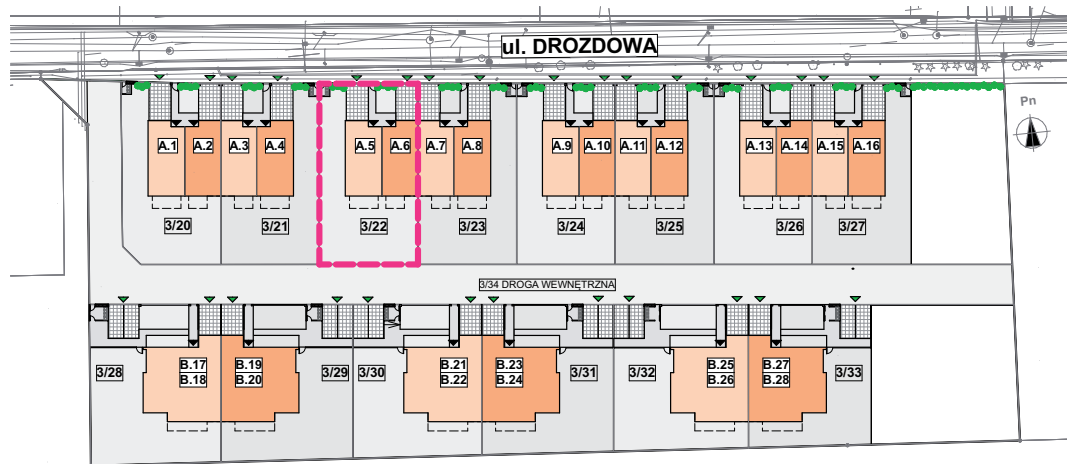 ul. DROZDOWA
Pn
A.1 A.2 A.3 A.4 A.5 A.6 A.7 A.8 A.9 A.10 A.11 A.12 A.13 A.14 A.15 A.16
3/20 3/21 3/22 3/23 3/24 3/25 3/26 3/27
3/34 DROGA WEWNĘTRZNA
B.17 B.19 B.21 B.23 B.25 B.27
3/28 3/29 3/30 3/31 3/32 3/33
B.18 B.20 B.22 B.24 B.26 B.28